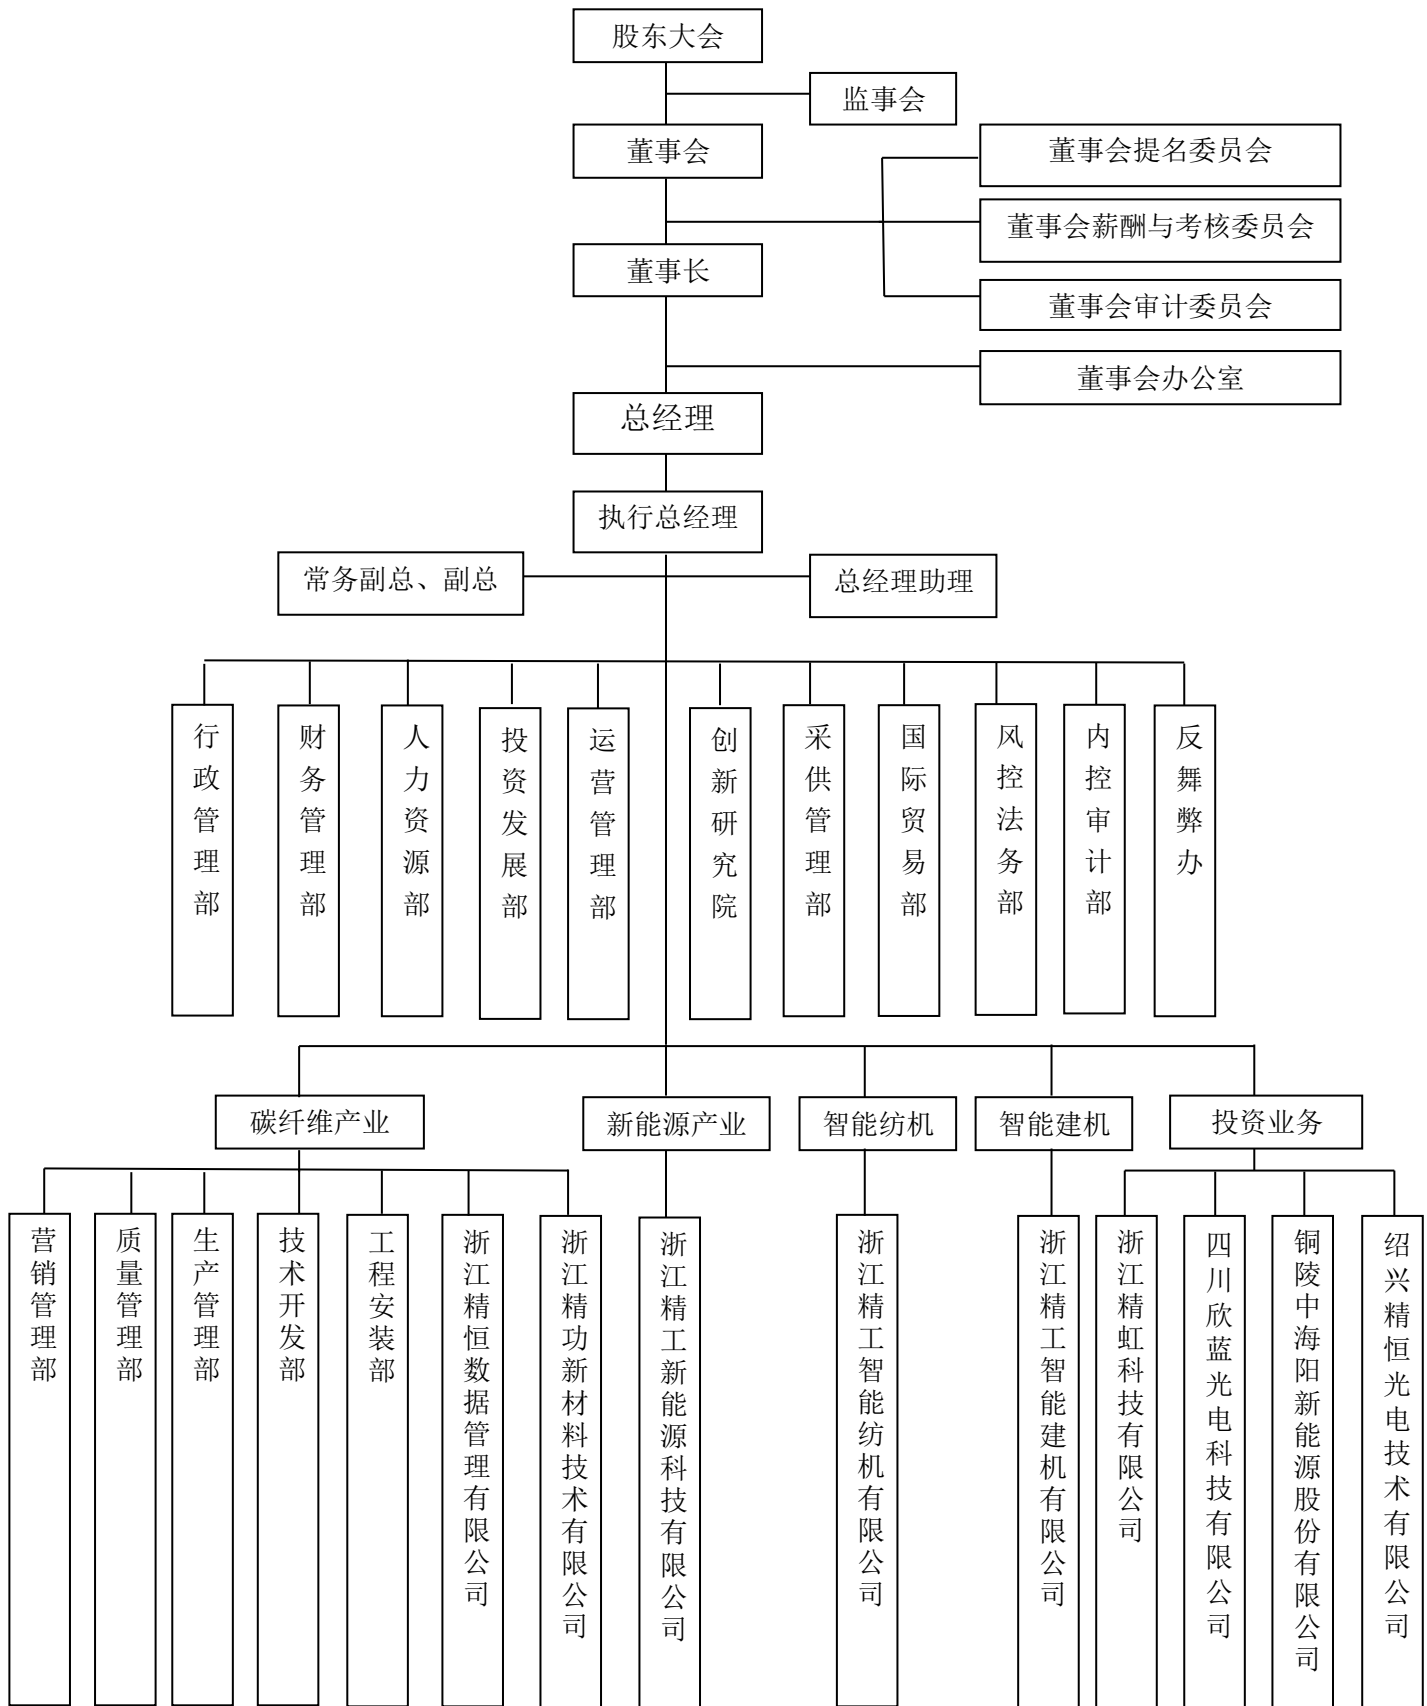 股东大会
监事会
董事会
董事会提名委员会
董事会薪酬与考核委员会
董事长
董事会审计委员会
董事会办公室
总经理
执行总经理
常务副总、副总
总经理助理
行政管理部
财务管理部
人力资源部
投资发展部
运营管理部
创新研究院
采供管理部
国际贸易部
风控法务部
内控审计部
反舞弊办
碳纤维产业
新能源产业
智能纺机
智能建机
投资业务
营销管理部
质量管理部
生产管理部
技术开发部
工程安装部
浙江精恒数据管理有限公司
浙江精功新材料技术有限公司
浙江精工新能源科技有限公司
浙江精工智能纺机有限公司
浙江精工智能建机有限公司
浙江精虹科技有限公司
四川欣蓝光电科技有限公司
铜陵中海阳新能源股份有限公司
绍兴精恒光电技术有限公司